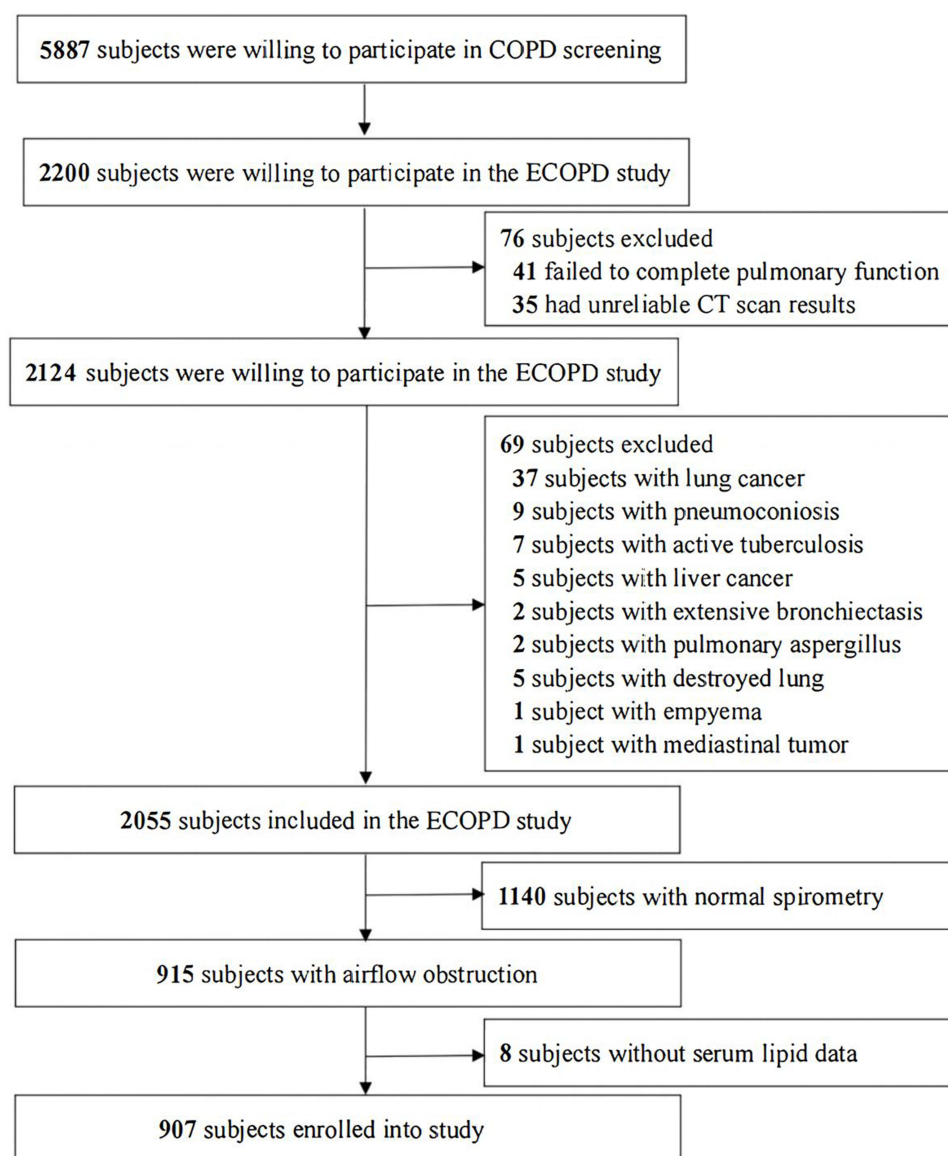 5887 subjects were willing to participate in COPD screening
2200 subjects were willing to participate in the ECOPD study
76 subjects excluded
41 failed to complete pulmonary function
35 had unreliable CT scan results
2124 subjects were willing to participate in the ECOPD study
69 subjects excluded
37 subjects with lung cancer
9 subjects with pneumoconiosis
7 subjects with active tuberculosis
5 subjects with liver cancer
2 subjects with extensive bronchiectasis
2 subjects with pulmonary aspergillus
5 subjects with destroyed lung
1 subject with empyema
1 subject with mediastinal tumor
2055 subjects included in the ECOPD study
1140 subjects with normal spirometry
915 subjects with airflow obstruction
8 subjects without serum lipid data
907 subjects enrolled into study